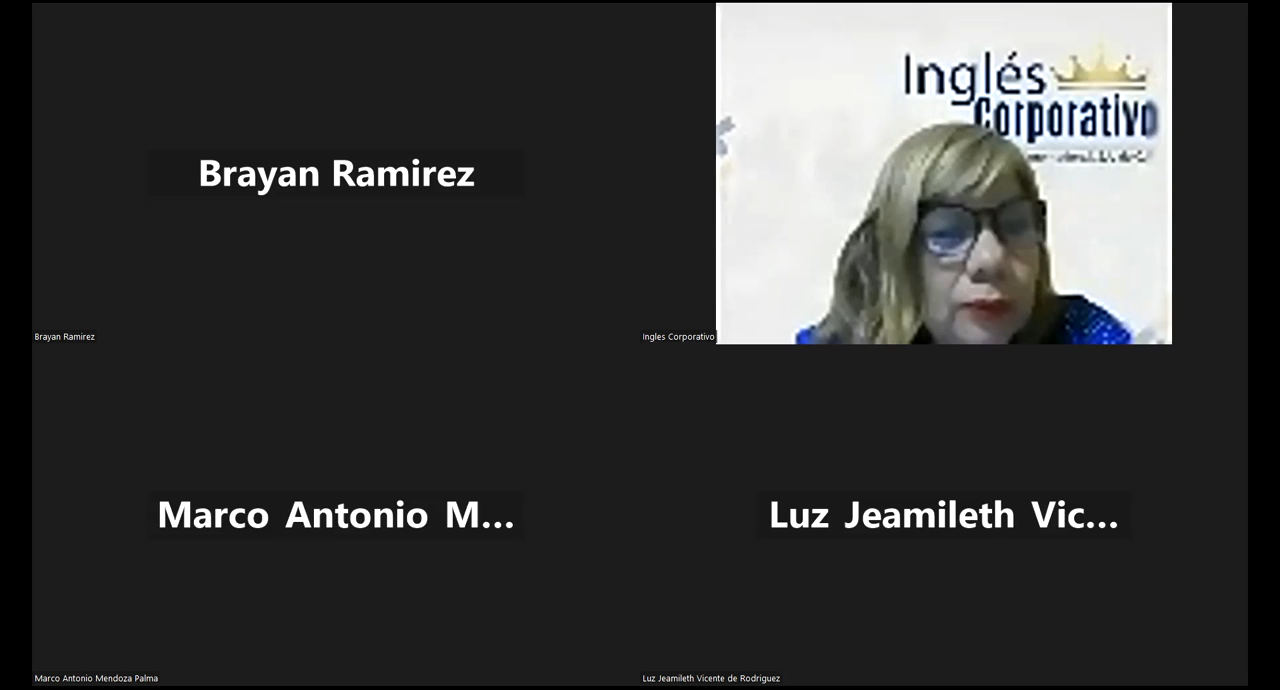 Brayan Ramirez
Brayan Ramirez
Inglés
Corporativo
Ingles Corporativo
Marco Antonio M...
Marco Antonio Mendoza Palma
Luz Jeamileth Vic...
Luz Jeamileth Vicente de Rodriguez